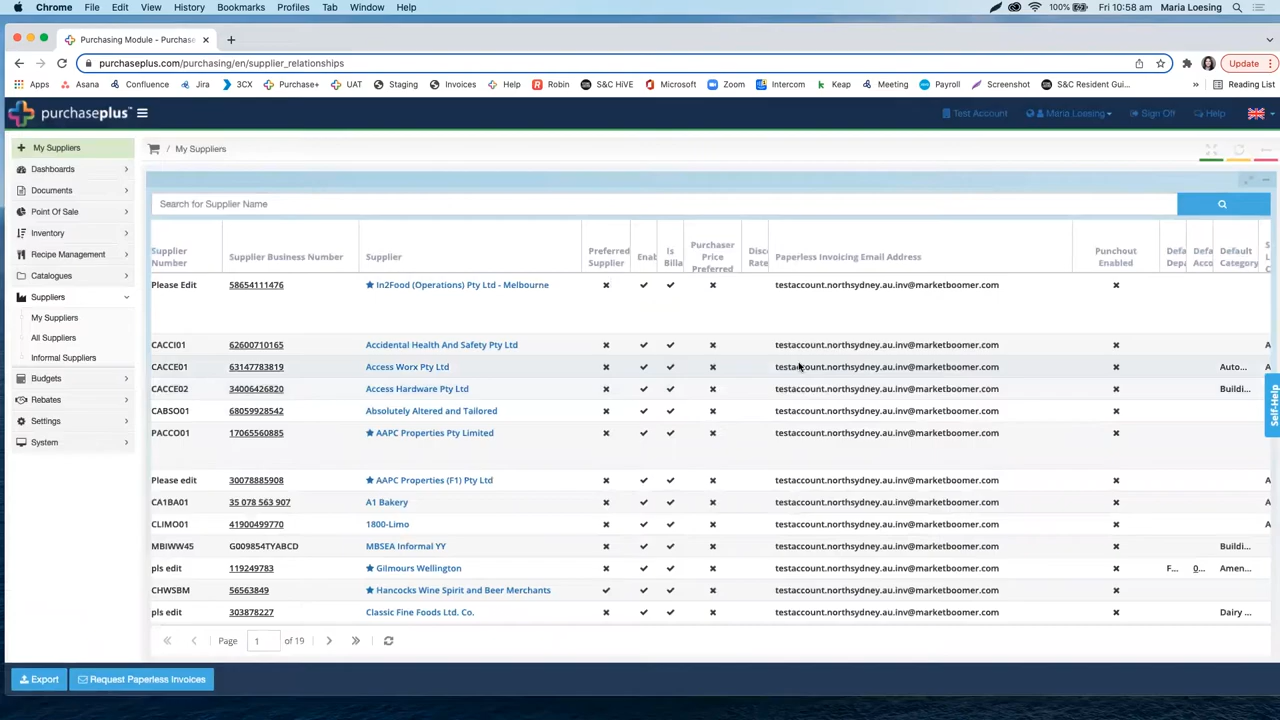 Chrome File Edit View History Bookmarks Profiles Tab Window Help 100% Fri 10:58 am Maria Loesing
Purchasing Module - Purchase
purchaseplus.com/purchasing/en/supplier_relationships Update
Apps Asana Confluence Jira 3CX Purchase+ UAT Staging Invoices Help Robin S&C HiVE Microsoft Zoom Intercom Keap Meeting Payroll Screenshot S&C Resident Gui... Reading List
purchaseplus™ Test Account Maria Loesing Sign Off Help
My Suppliers
/ My Suppliers
Dashboards
Documents
Point Of Sale
Inventory
Recipe Management
Catalogues
Suppliers
My Suppliers
All Suppliers
Informal Suppliers
Budgets
Rebates
Settings
System
Search for Supplier Name
Supplier Number Supplier Business Number Supplier Preferred Supplier Enab Is Billa Purchaser Price Preferred Disco Rate Paperless Invoicing Email Address Punchout Enabled Defa Depa Defa Acco Default Category
Please Edit 58654111476 In2Food (Operations) Pty Ltd - Melbourne testaccount.northsydney.au.inv@marketboomer.com
CACCI01 62600710165 Accidental Health And Safety Pty Ltd testaccount.northsydney.au.inv@marketboomer.com A
CACCE01 63147783819 Access Worx Pty Ltd testaccount.northsydney.au.inv@marketboomer.com Auto...
CACCE02 34006426820 Access Hardware Pty Ltd testaccount.northsydney.au.inv@marketboomer.com Buildi...
CABSO01 68059928542 Absolutely Altered and Tailored testaccount.northsydney.au.inv@marketboomer.com
PACCO01 17065560885 AAPC Properties Pty Limited testaccount.northsydney.au.inv@marketboomer.com
Please edit 30078885908 AAPC Properties (F1) Pty Ltd testaccount.northsydney.au.inv@marketboomer.com A
CA1BA01 35 078 563 907 A1 Bakery testaccount.northsydney.au.inv@marketboomer.com A
CLIMO01 41900499770 1800-Limo testaccount.northsydney.au.inv@marketboomer.com A
MBIWW45 G009854TYABCD MBSEA Informal YY testaccount.northsydney.au.inv@marketboomer.com Buildi...
pls edit 119249783 Gilmours Wellington testaccount.northsydney.au.inv@marketboomer.com F... 0... Amen...
CHWSBM 56563849 Hancocks Wine Spirit and Beer Merchants testaccount.northsydney.au.inv@marketboomer.com
pls edit 303878227 Classic Fine Foods Ltd. Co. testaccount.northsydney.au.inv@marketboomer.com Dairy ...
Page 1 of 19
Self-Help
Export Request Paperless Invoices